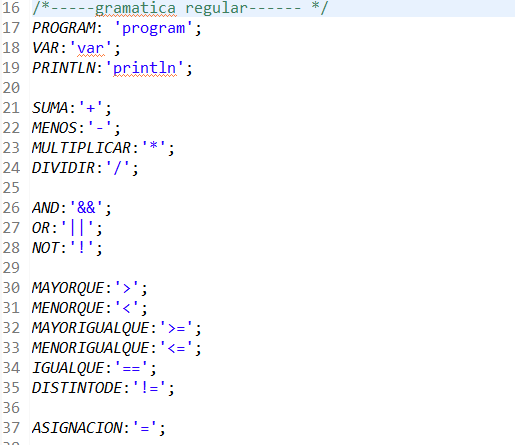 16 /*-----gramatica regular------ */
17 PROGRAM: 'program';
18 VAR:'var';
19 PRINTLN:'println';
20
21 SUMA:'+';
22 MENOS:'-';
23 MULTIPLICAR:'*';
24 DIVIDIR:'/';
25
26 AND:'&&';
27 OR:'||';
28 NOT:'!';
29
30 MAYORQUE:'>';
31 MENORQUE:'<';
32 MAYORIGUALQUE:'>=';
33 MENORIGUALQUE:'<=';
34 IGUALQUE:'==';
35 DISTINTODE:'!=';
36
37 ASIGNACION:'=';